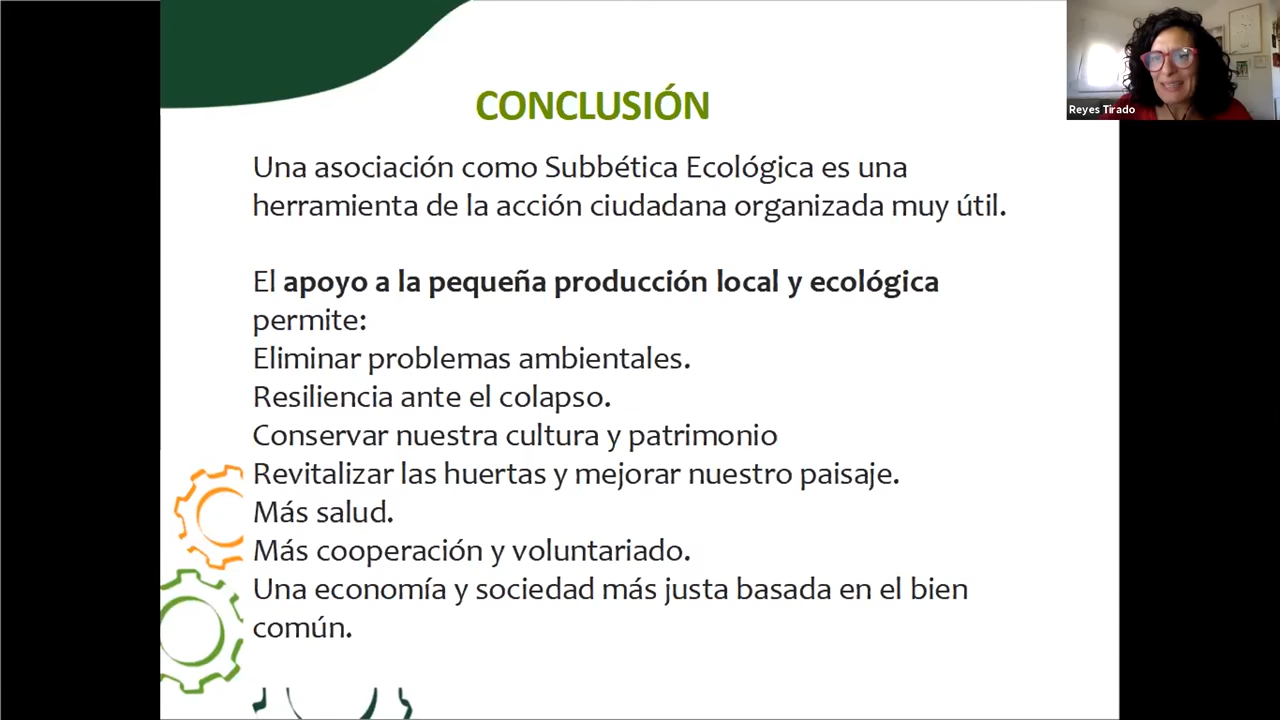 CONCLUSIÓN
Reyes Tirado
Una asociación como Subbética Ecológica es una
herramienta de la acción ciudadana organizada muy útil.
El apoyo a la pequeña producción local y ecológica
permite:
Eliminar problemas ambientales.
Resiliencia ante el colapso.
Conservar nuestra cultura y patrimonio
Revitalizar las huertas y mejorar nuestro paisaje.
Más salud.
Más cooperación y voluntariado.
Una economía y sociedad más justa basada en el bien
común.